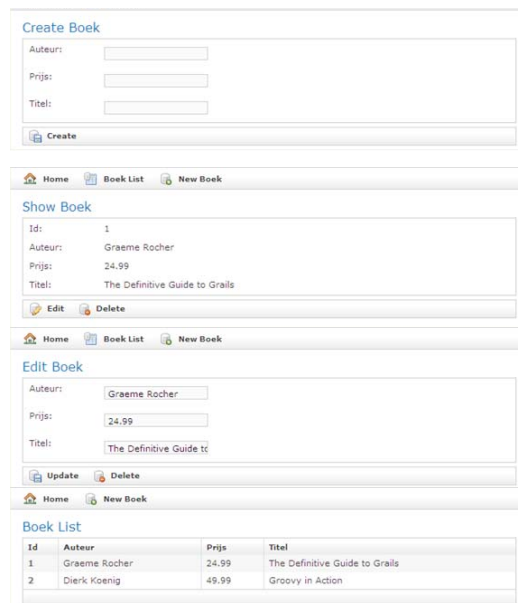 Create Boek
Auteur:
Prijs:
Titel:
Create
Home Boek List New Boek
Show Boek
Id: 1
Auteur: Graeme Rocher
Prijs: 24.99
Titel: The Definitive Guide to Grails
Edit Delete
Home Boek List New Boek
Edit Boek
Auteur: Graeme Rocher
Prijs: 24.99
Titel: The Definitive Guide to
Update Delete
Home New Boek
Boek List
Id Auteur Prijs Titel
1 Graeme Rocher 24.99 The Definitive Guide to Grails
2 Dierk Koenig 49.99 Groovy in Action